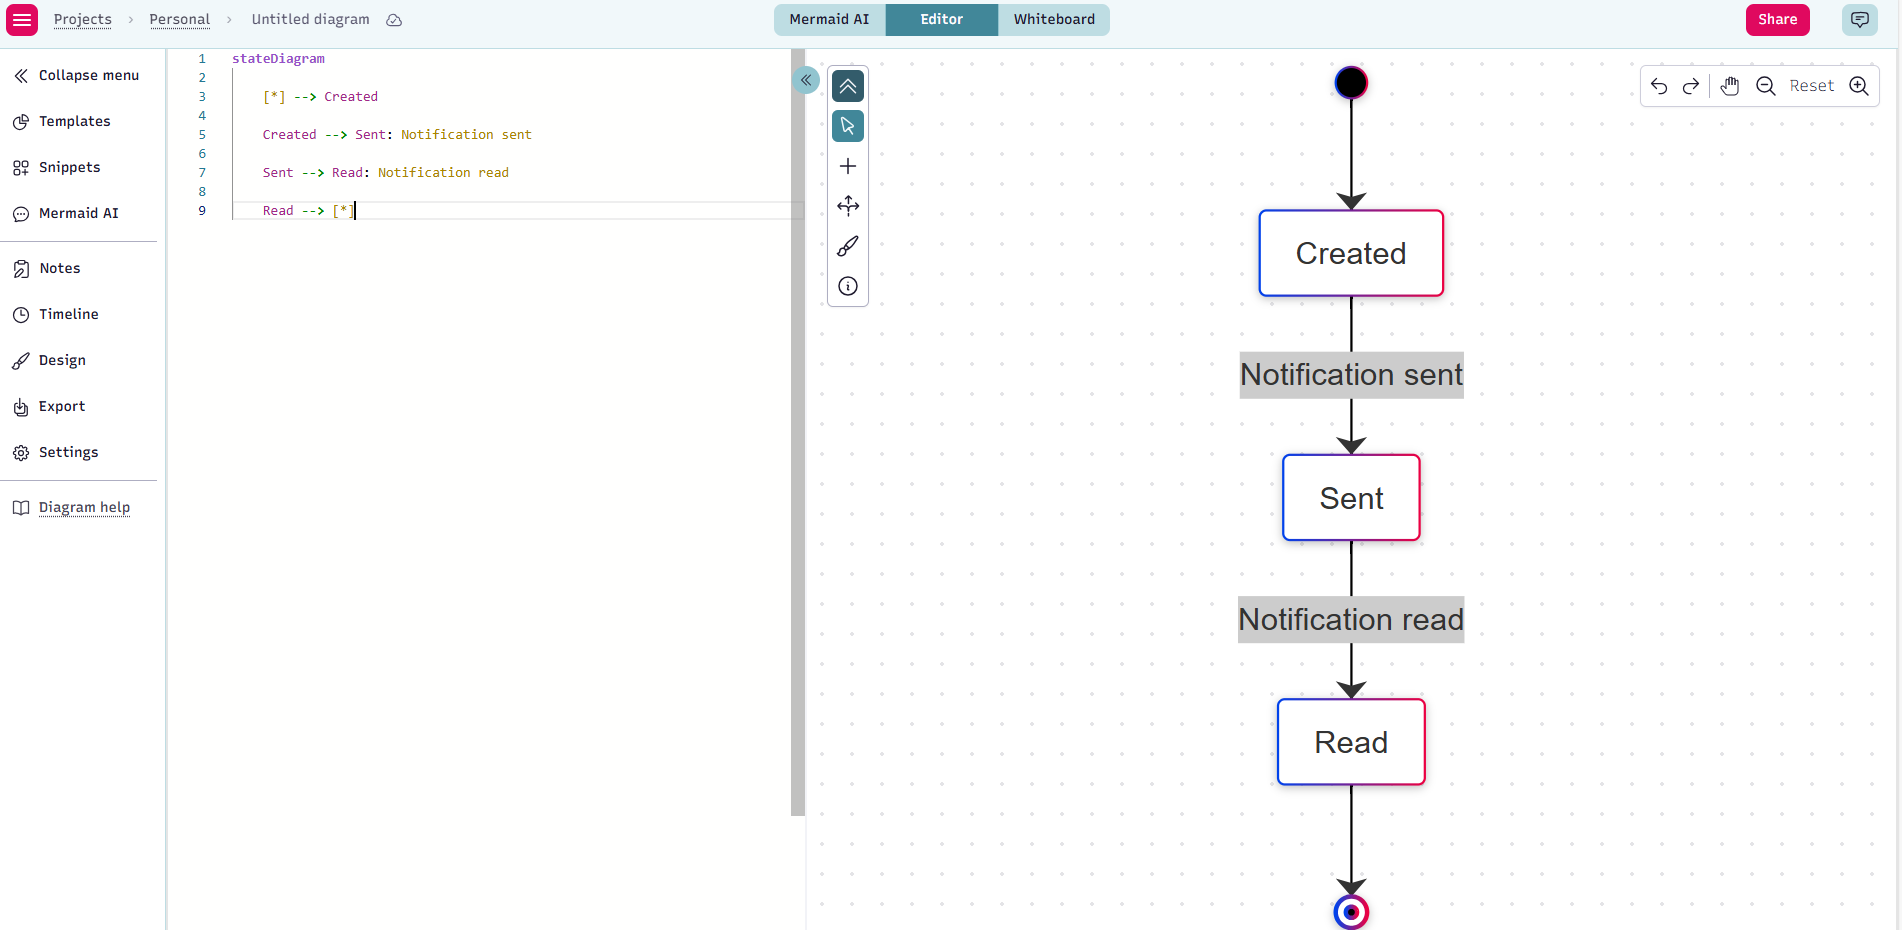 Projects › Personal › Untitled diagram
Mermaid AI
Editor
Whiteboard
Share
Collapse menu
Templates
Snippets
Mermaid AI
Notes
Timeline
Design
Export
Settings
Diagram help
1 stateDiagram
2
3 [*] --> Created
4
5 Created --> Sent: Notification sent
6
7 Sent --> Read: Notification read
8
9 Read --> [*]
Reset
Created
Notification sent
Sent
Notification read
Read